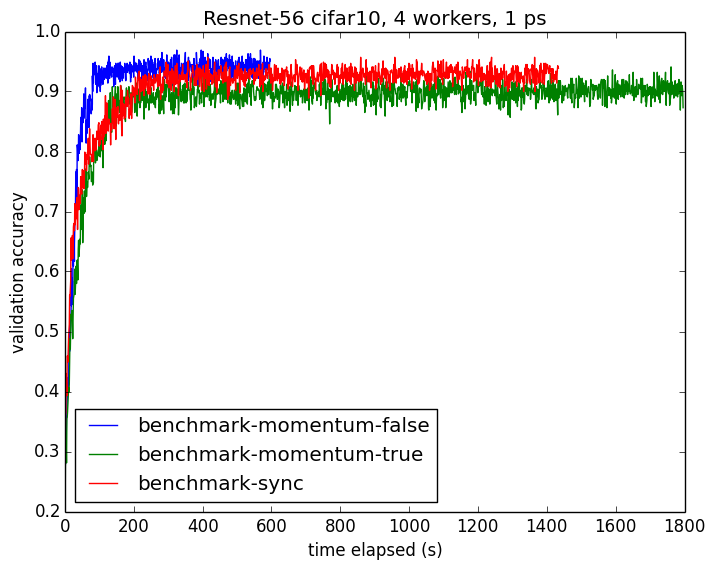 Resnet-56 cifar10, 4 workers, 1 ps
1.0
0.9
0.8
0.7
0.6
0.5
0.4
0.3
0.2
validation accuracy
benchmark-momentum-false
benchmark-momentum-true
benchmark-sync
0 200 400 600 800 1000 1200 1400 1600 1800
time elapsed (s)